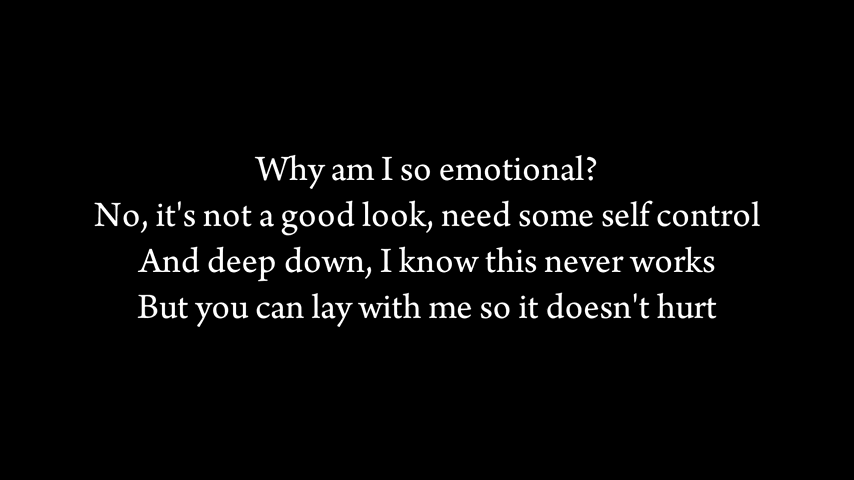 Why am I so emotional?
No, it's not a good look, need some self control
And deep down, I know this never works
But you can lay with me so it doesn't hurt